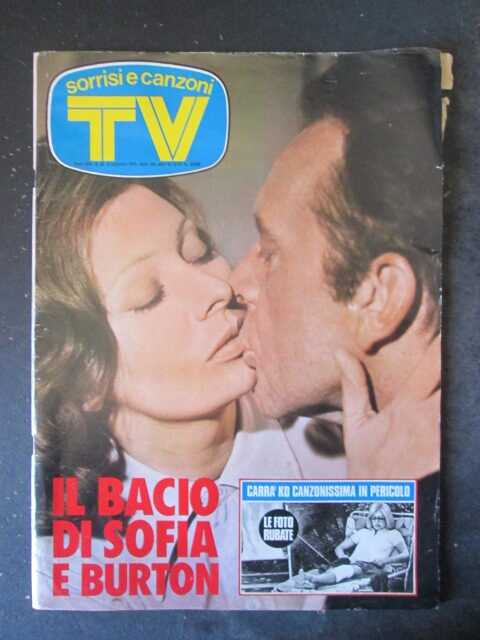 sorrisi e canzoni
TV
IL BACIO
DI SOFIA
E BURTON
CARRA' KO CANZONISSIMA IN PERICOLO
LE FOTO
RUBATE